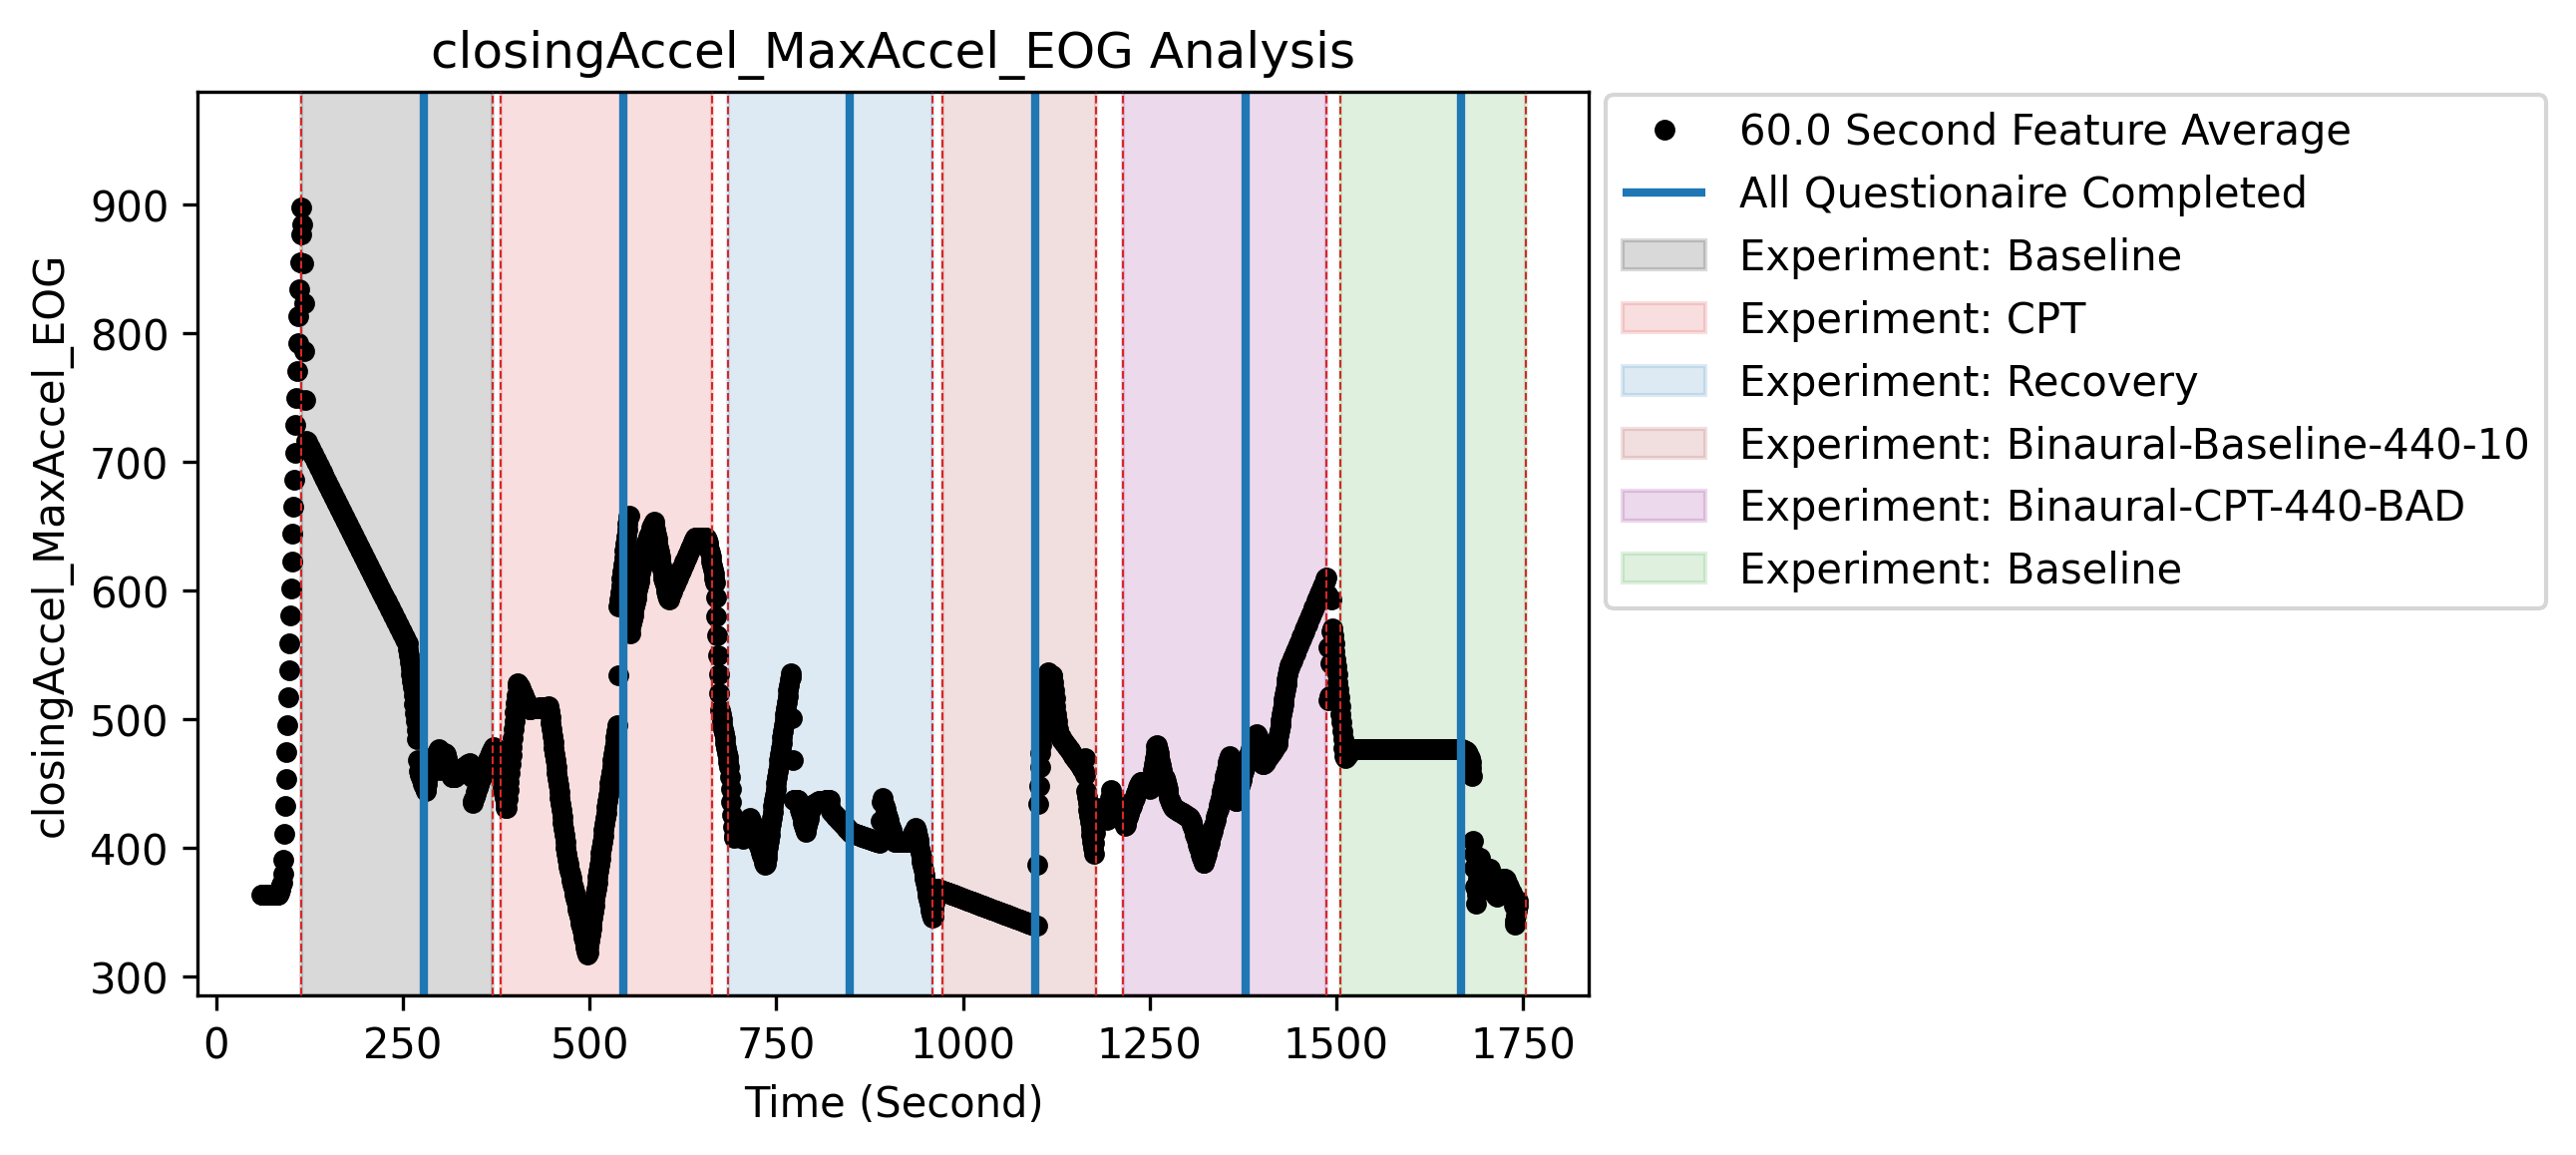 closingAccel_MaxAccel_EOG Analysis
closingAccel_MaxAccel_EOG
900
800
700
600
500
400
300
0 250 500 750 1000 1250 1500 1750
Time (Second)
60.0 Second Feature Average
All Questionaire Completed
Experiment: Baseline
Experiment: CPT
Experiment: Recovery
Experiment: Binaural-Baseline-440-10
Experiment: Binaural-CPT-440-BAD
Experiment: Baseline